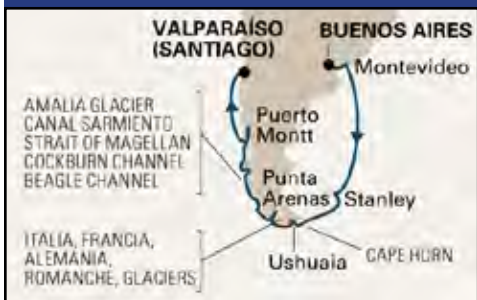 VALPARAÍSO
(SANTIAGO)
BUENOS AIRES
Montevideo
AMALIA GLACIER
CANAL SARMIENTO
STRAIT OF MAGELLAN
COCKBURN CHANNEL
BEAGLE CHANNEL
Puerto
Montt
Punta
Arenas
Stanley
ITALIA, FRANCIA,
ALEMANIA,
ROMANCHE, GLACIERS
Ushuaia
CAPE HORN